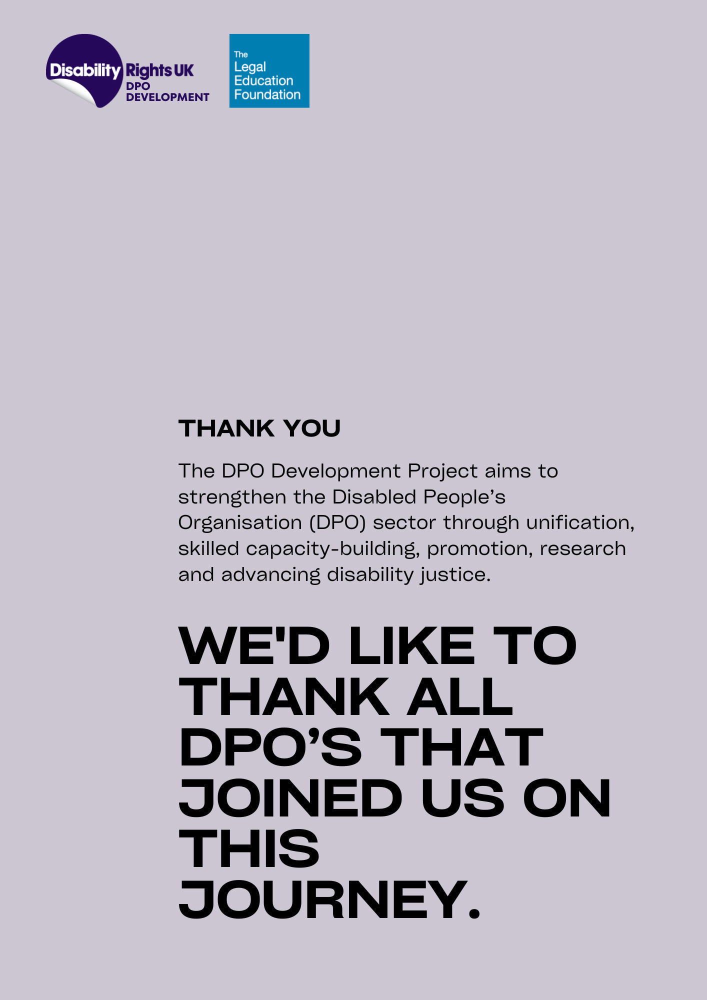 Disability Rights UK
DPO
DEVELOPMENT
The
Legal
Education
Foundation
THANK YOU
The DPO Development Project aims to
strengthen the Disabled People’s
Organisation (DPO) sector through unification,
skilled capacity-building, promotion, research
and advancing disability justice.
WE'D LIKE TO
THANK ALL
DPO’S THAT
JOINED US ON
THIS
JOURNEY.